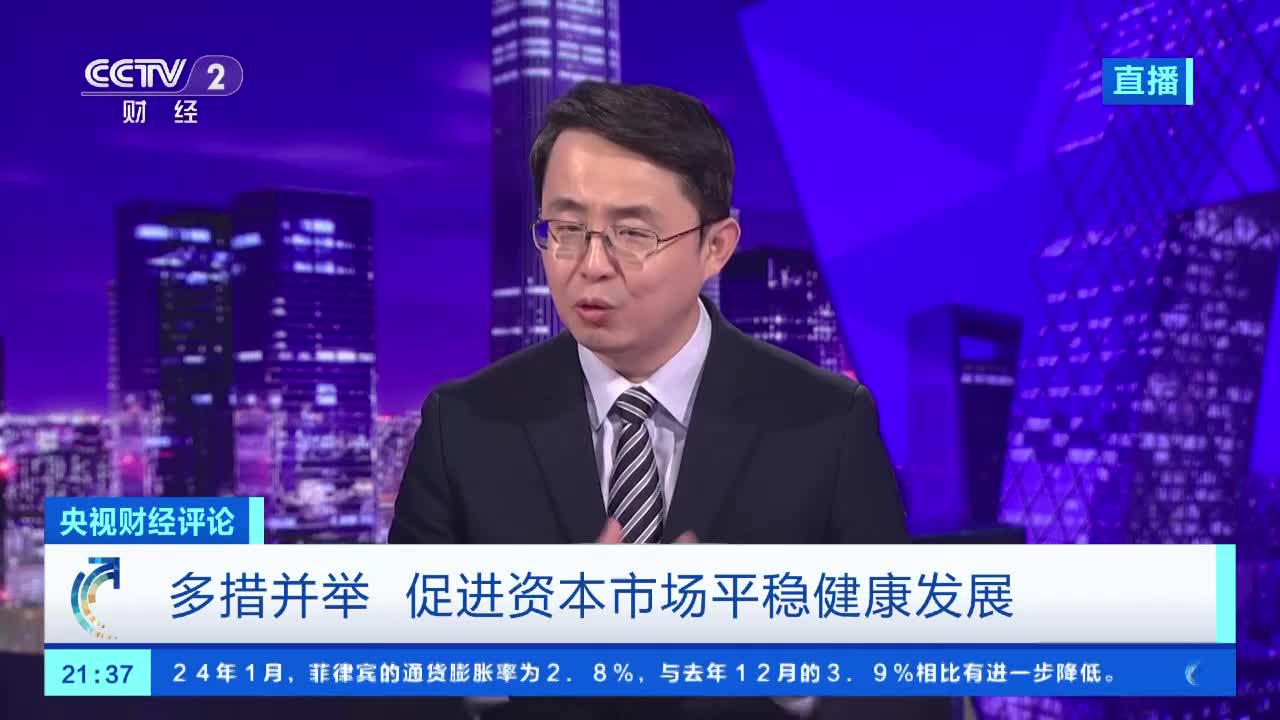 CCTV 2
财 经
直播
央视财经评论
多措并举 促进资本市场平稳健康发展
21:37
24年1月，菲律宾的通货膨胀率为2.8%，与去年12月的3.9%相比有进一步降低。